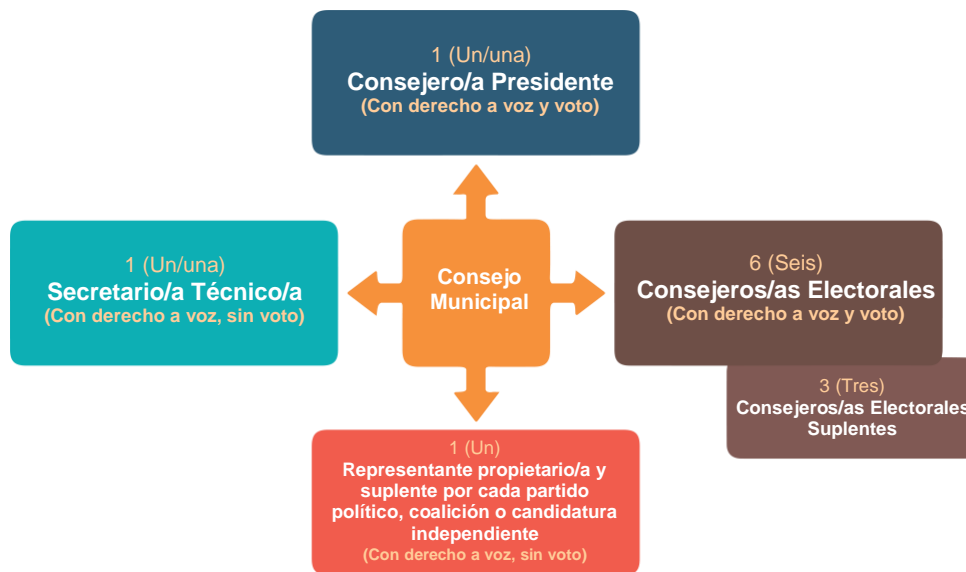 1 (Un/una)
Consejero/a Presidente
(Con derecho a voz y voto)
1 (Un/una)
Secretario/a Técnico/a
(Con derecho a voz, sin voto)
Consejo
Municipal
6 (Seis)
Consejeros/as Electorales
(Con derecho a voz y voto)
3 (Tres)
Consejeros/as Electorales
Suplentes
1 (Un)
Representante propietario/a y
suplente por cada partido
político, coalición o candidatura
independiente
(Con derecho a voz, sin voto)